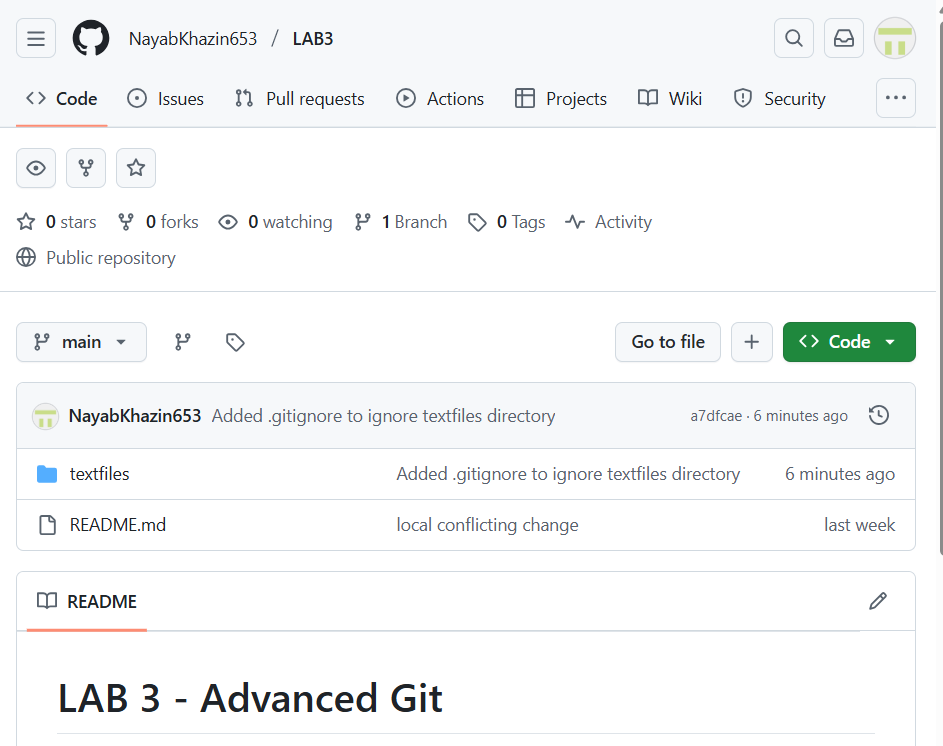 NayabKhazin653 / LAB3
Code Issues Pull requests Actions Projects Wiki Security
0 stars 0 forks 0 watching 1 Branch 0 Tags Activity
Public repository
main Go to file Code
NayabKhazin653 Added .gitignore to ignore textfiles directory a7dfcae · 6 minutes ago
textfiles Added .gitignore to ignore textfiles directory 6 minutes ago
README.md local conflicting change last week
README
LAB 3 - Advanced Git